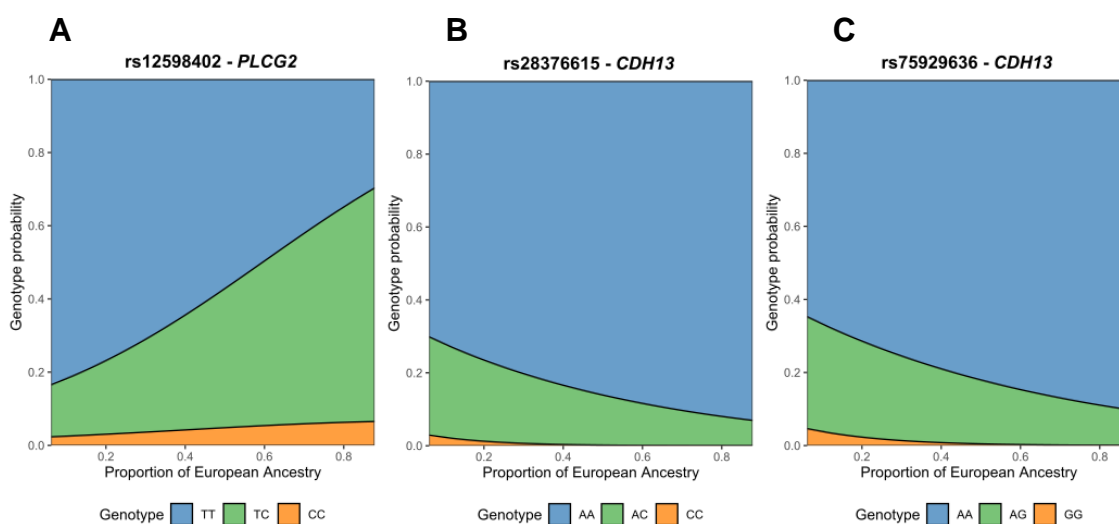 A
rs12598402 - PLCG2
1.0
0.8
0.6
0.4
0.2
0.0
Genotype probability
0.2 0.4 0.6 0.8
Proportion of European Ancestry
Genotype TT TC CC
B
rs28376615 - CDH13
1.0
0.8
0.6
0.4
0.2
0.0
Genotype probability
0.2 0.4 0.6 0.8
Proportion of European Ancestry
Genotype AA AC CC
C
rs75929636 - CDH13
1.0
0.8
0.6
0.4
0.2
0.0
Genotype probability
0.2 0.4 0.6 0.8
Proportion of European Ancestry
Genotype AA AG GG